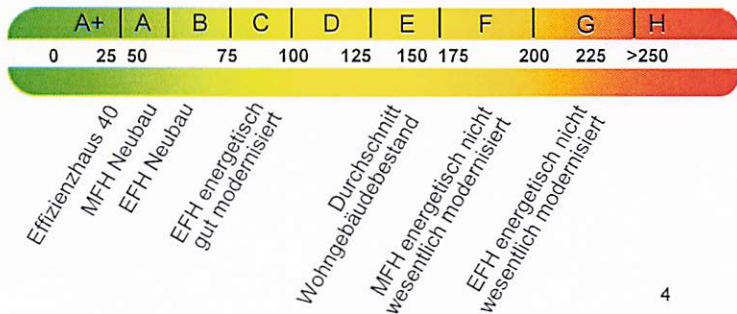 A+ A B C D E F G H
0 25 50 75 100 125 150 175 200 225 >250
Effizienzhaus 40
MFH Neubau
EFH Neubau
EFH energetisch
gut modernisiert
Durchschnitt
Wohngebäudebestand
MFH energetisch nicht
wesentlich modernisiert
EFH energetisch nicht
wesentlich modernisiert
4